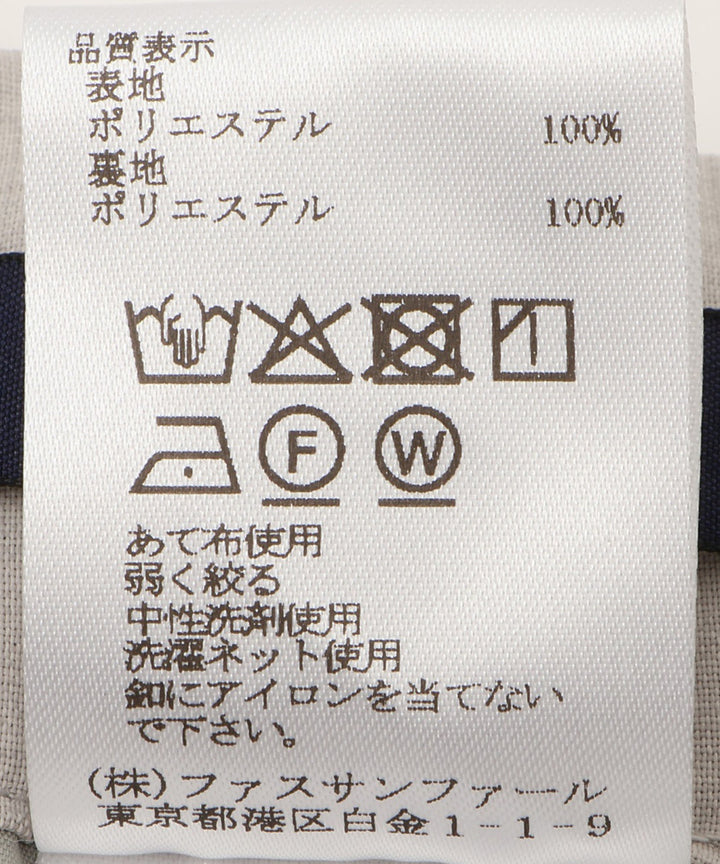 品質表示
表地
ポリエステル 100%
裏地
ポリエステル 100%
F W
あて布使用
弱く絞る
中性洗剤使用
洗濯ネット使用
釦にアイロンを当てない
で下さい。
(株)ファスサンファール
東京都港区白金1-1-9